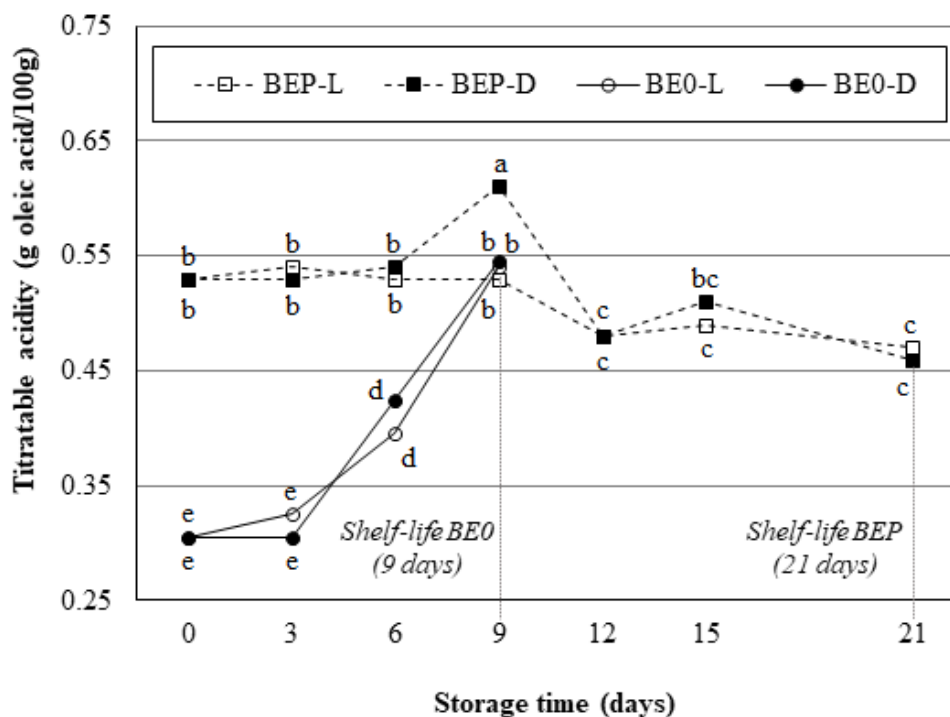 0.75
BEP-L BEP-D BE0-L BE0-D
0.65
0.55
0.45
0.35
0.25
Titratable acidity (g oleic acid/100g)
a
b b b b b
b b b b
c bc c
c c c
d
d
e e
e e
Shelf-life BE0
(9 days)
Shelf-life BEP
(21 days)
0 3 6 9 12 15 21
Storage time (days)